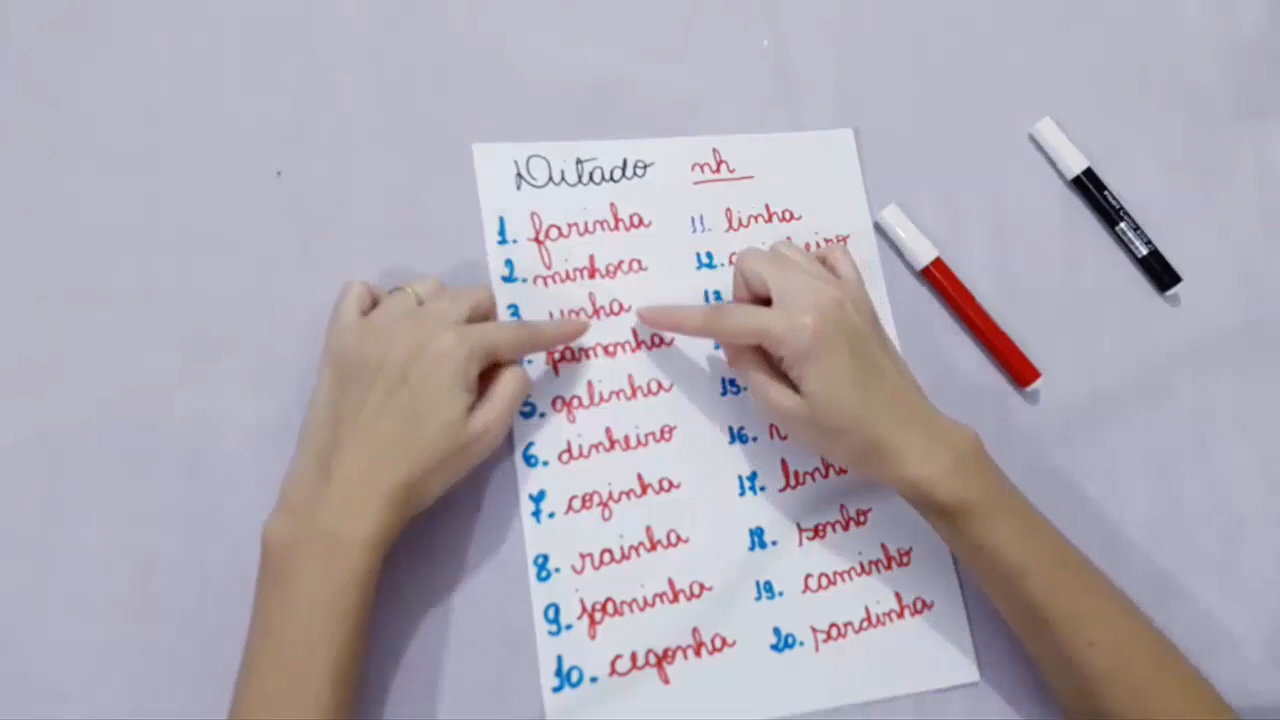 Ditado nh
1. farinha
2. minhoca
3. unha
pamonha
5. galinha
6. dinheiro
7. cozinha
8. rainha
9. joaninha
10. cegonha
11. linha
12.
13.
15.
16.
17.
18. sonho
19. caminho
20. sardinha